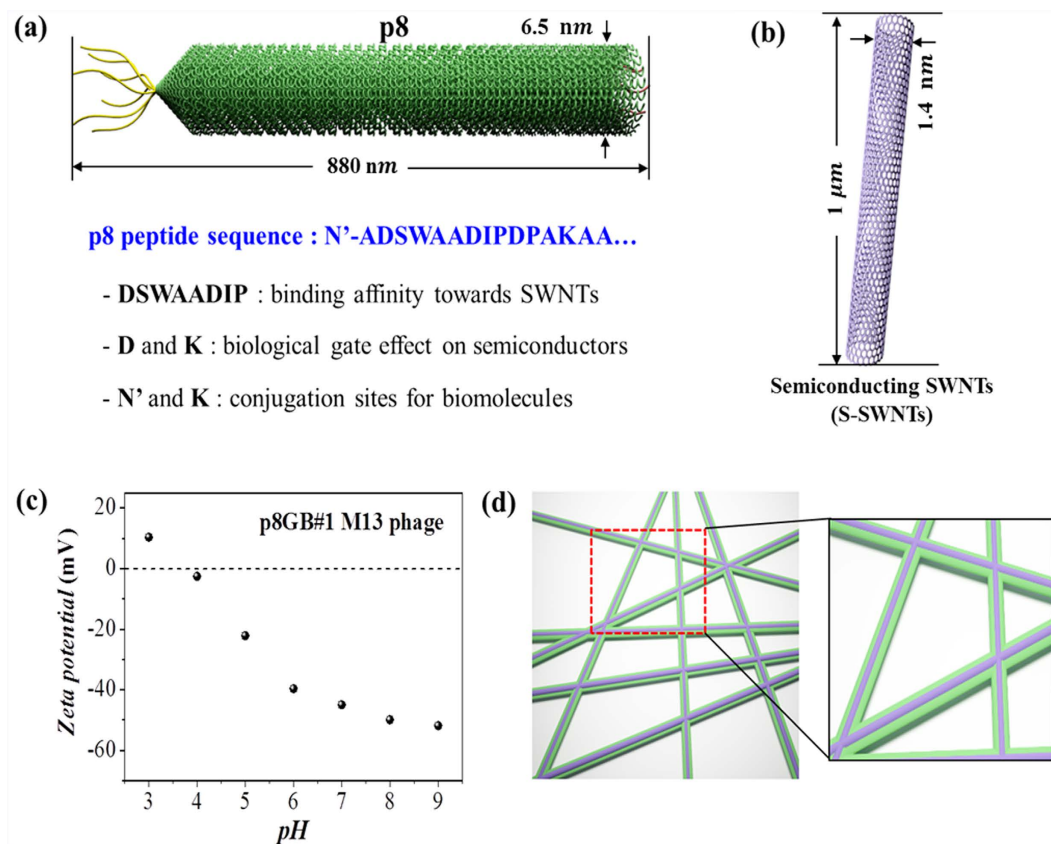 (a)
p8
6.5 nm
880 nm
p8 peptide sequence : N’-ADSWAADIPDPAKAA…
- DSWAADIP : binding affinity towards SWNTs
- D and K : biological gate effect on semiconductors
- N’ and K : conjugation sites for biomolecules
(b)
1.4 nm
1 μm
Semiconducting SWNTs
(S-SWNTs)
(c)
p8GB#1 M13 phage
Zeta potential (mV)
20
0
-20
-40
-60
3 4 5 6 7 8 9
pH
(d)